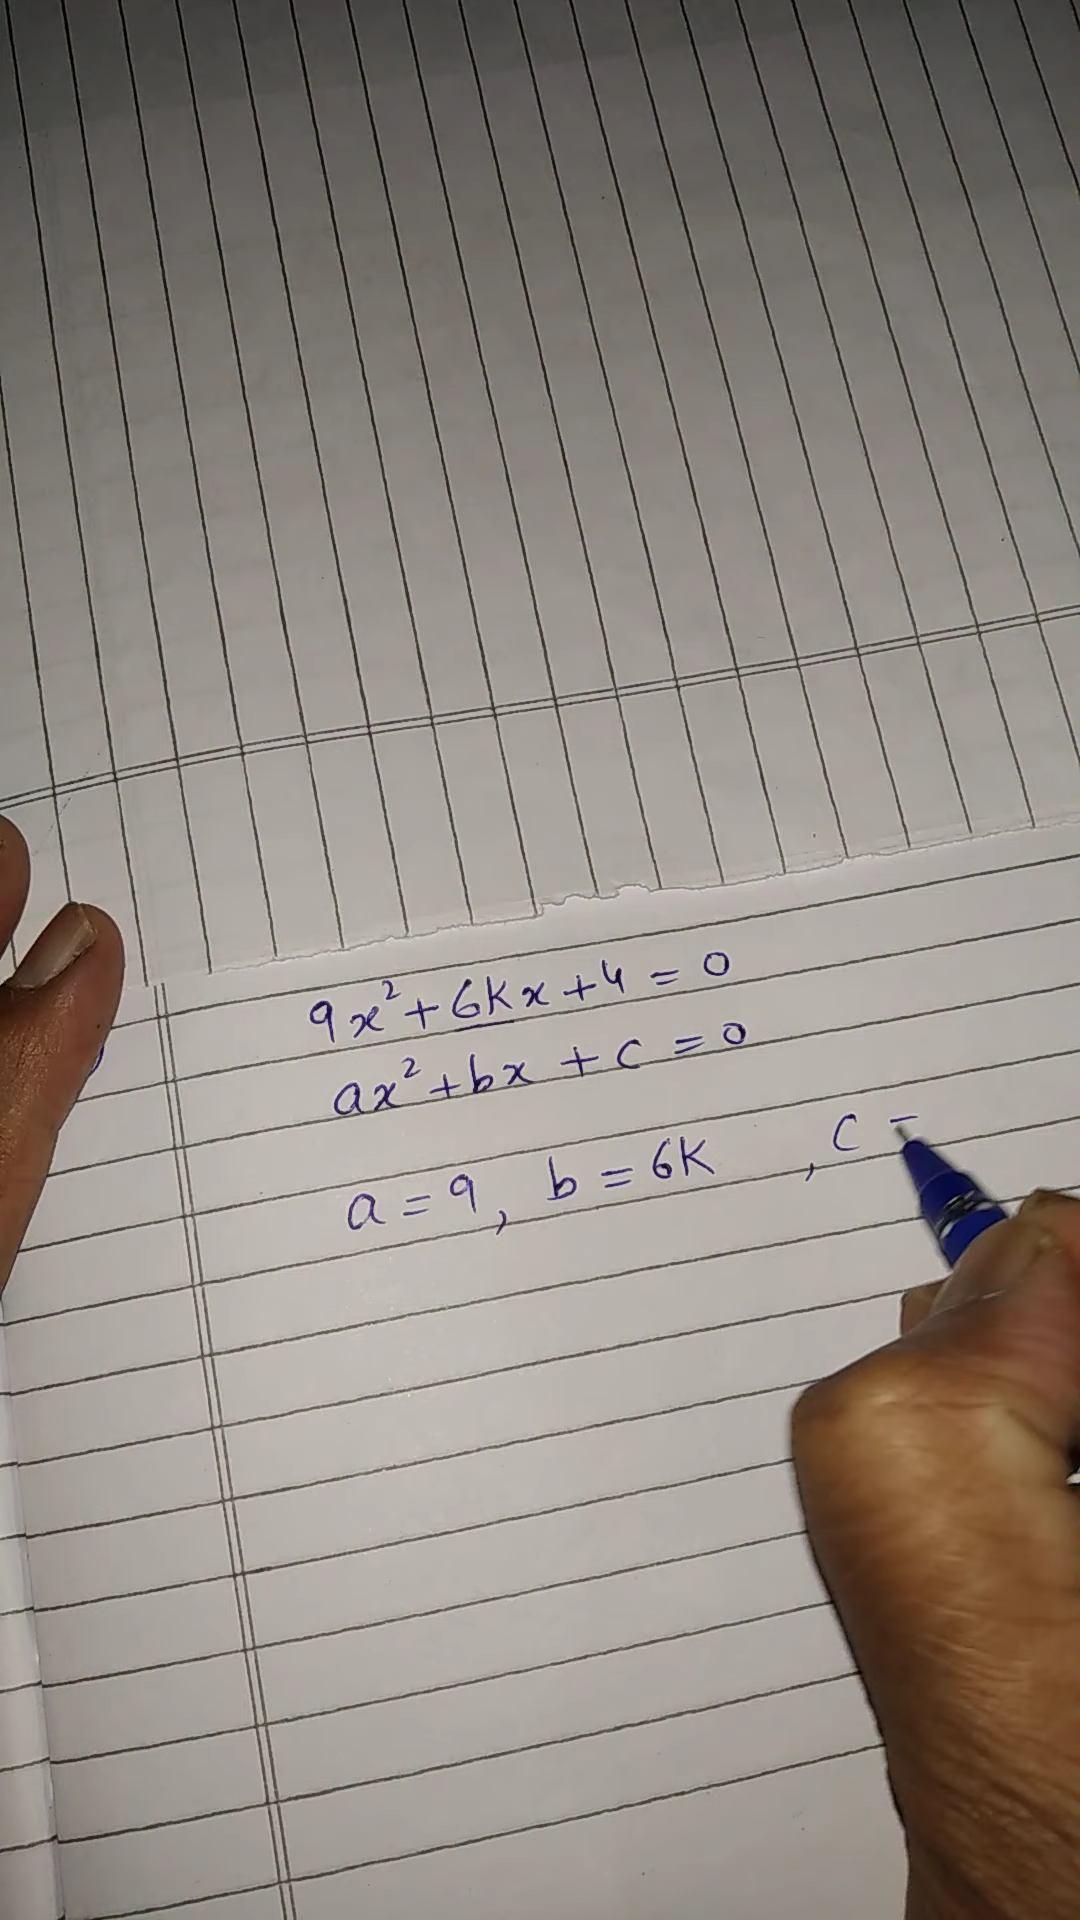 9x² + 6kx + 4 = 0
ax² + bx + c = 0
a = 9, b = 6k , c =